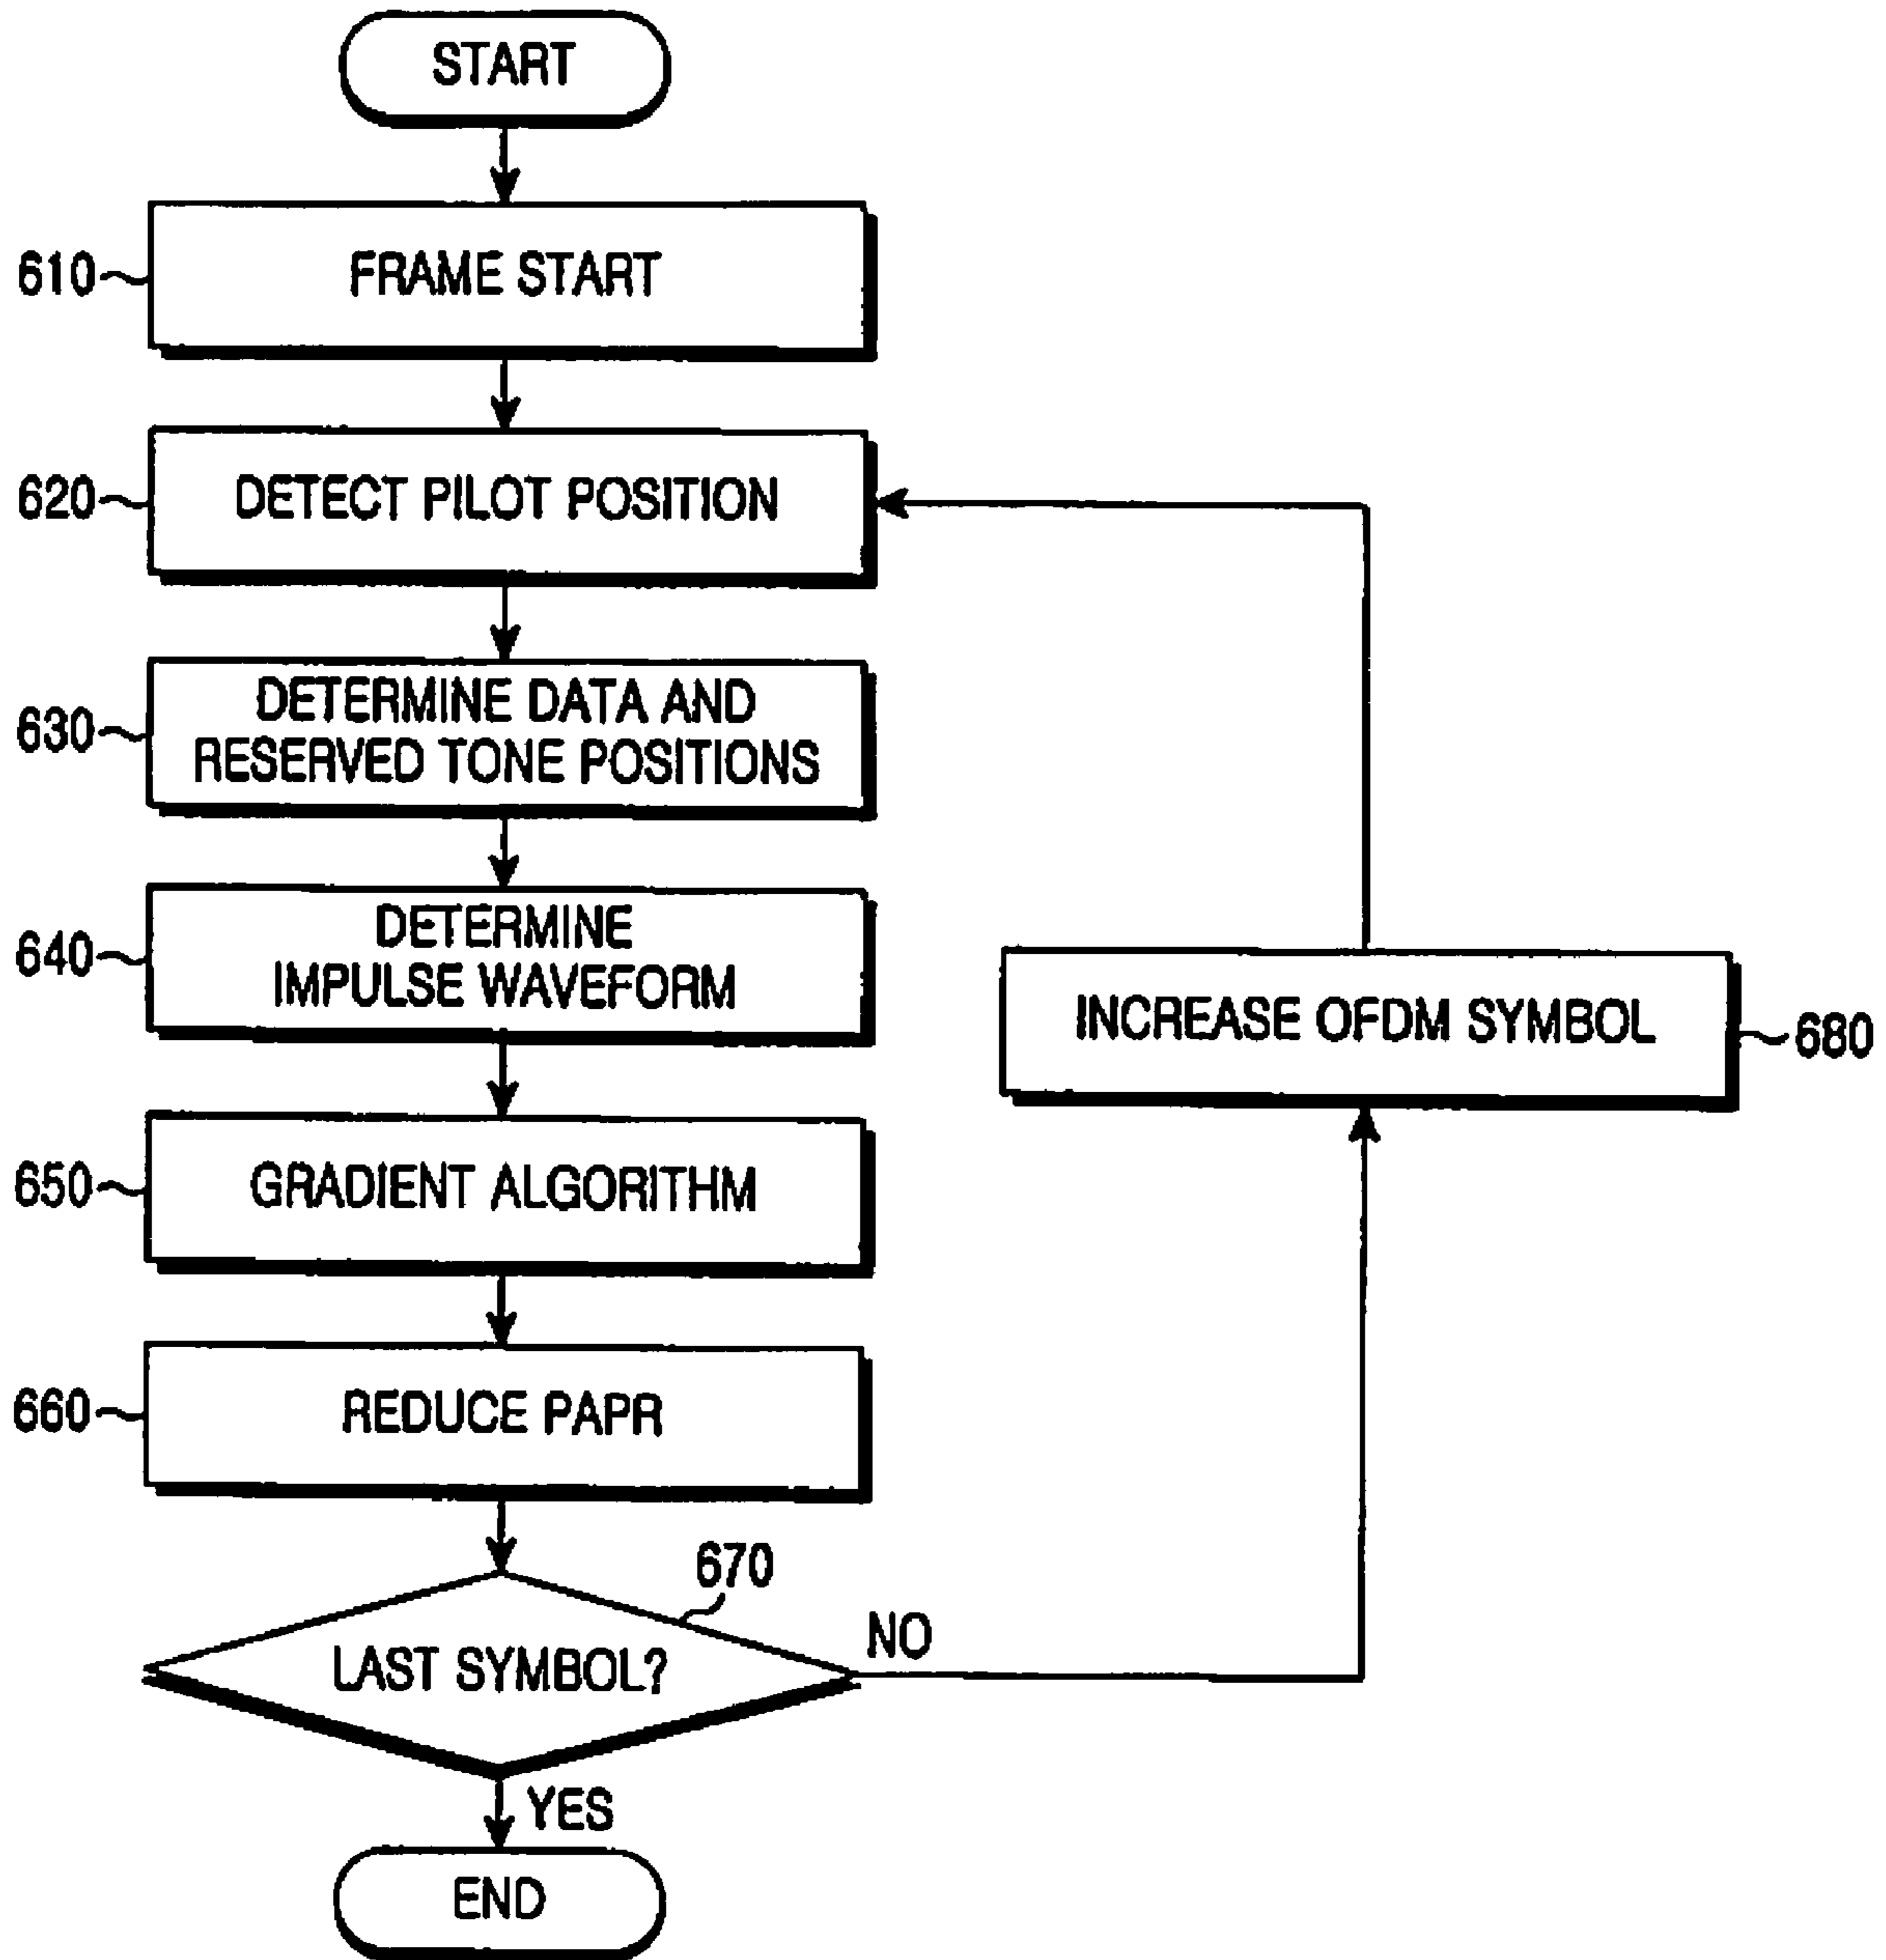 START
610
FRAME START
620
DETECT PILOT POSITION
630
DETERMINE DATA AND
RESERVED TONE POSITIONS
640
DETERMINE
IMPULSE WAVEFORM
INCREASE OFDM SYMBOL
680
650
GRADIENT ALGORITHM
660
REDUCE PAPR
670
LAST SYMBOL?
NO
YES
END